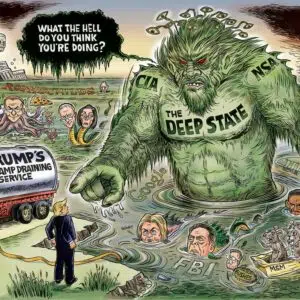 WHAT THE HELL
DO YOU THINK
YOU'RE DOING?
CIA
NSA
THE
DEEP STATE
RUMP'S
AMP DRAINING
SERVICE
FBI
MSM